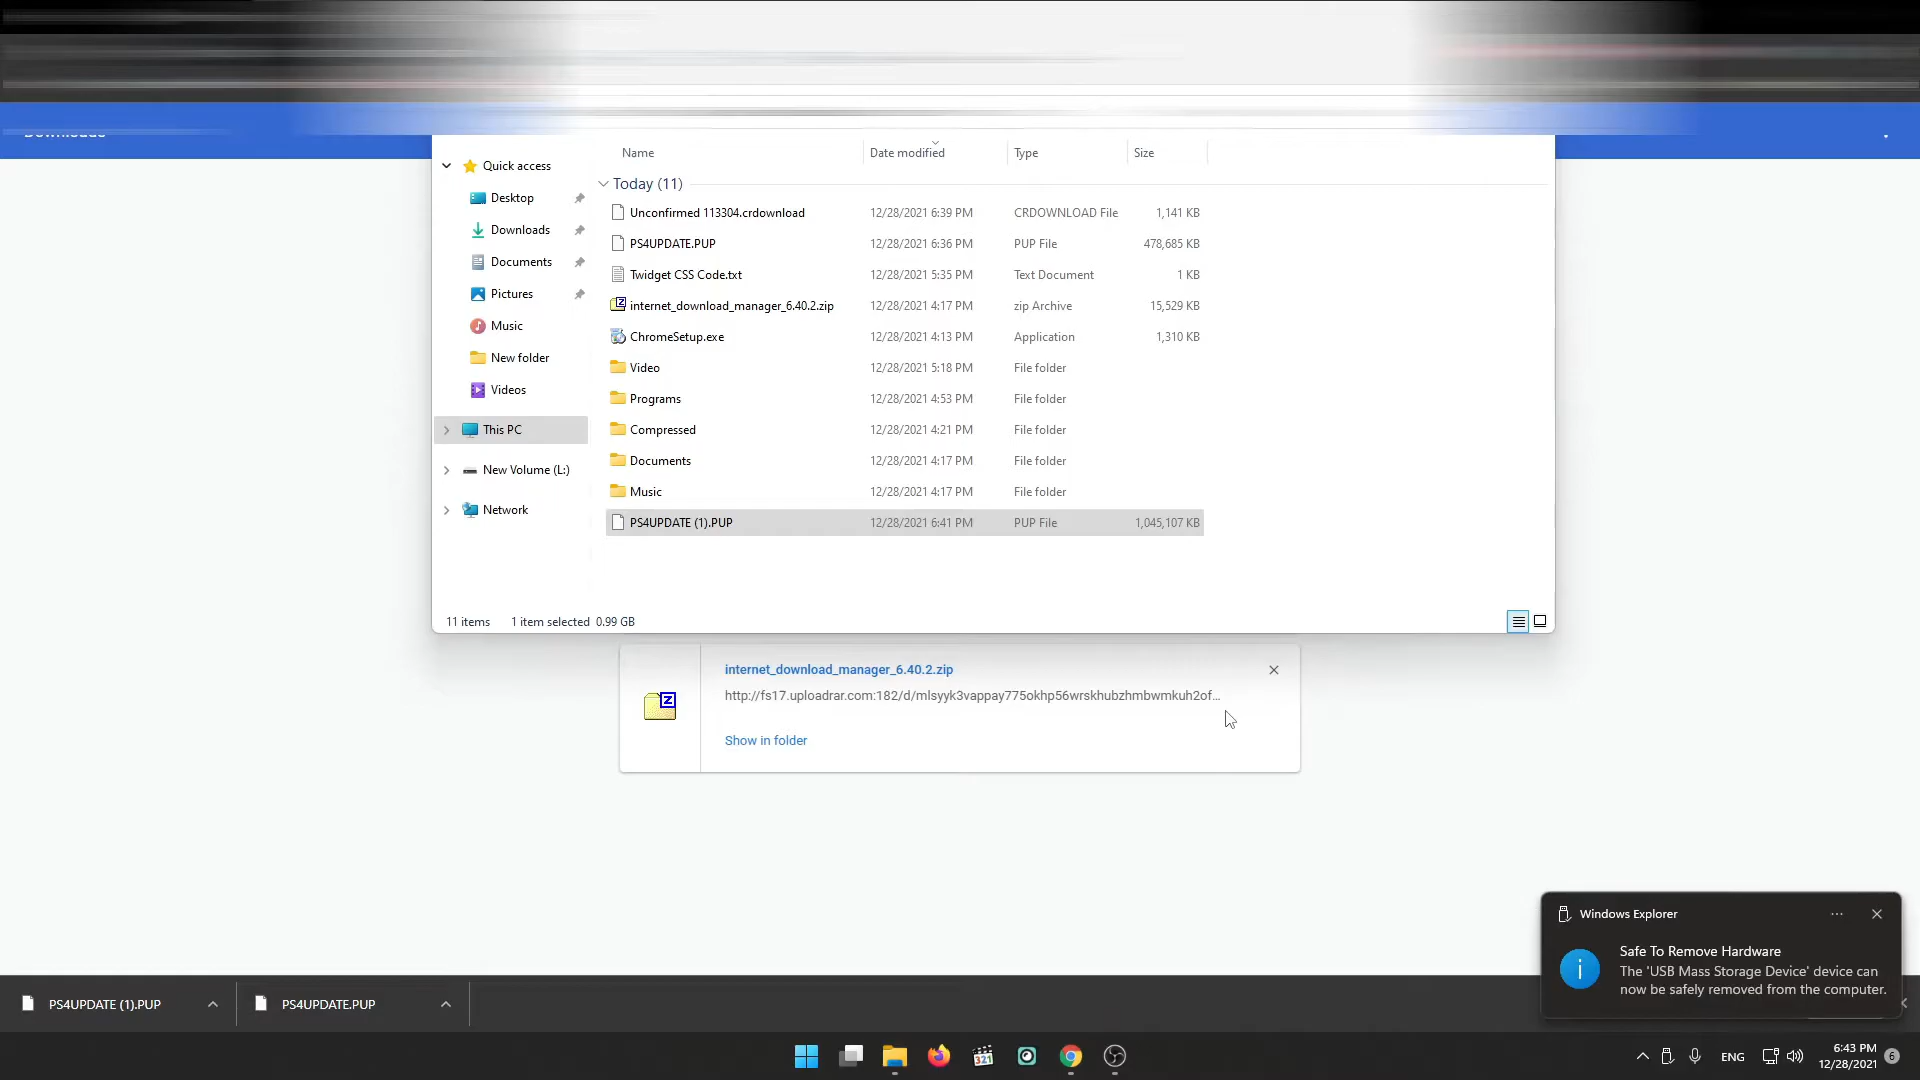 Downloads
Name Date modified Type Size
Quick access
Desktop
Downloads
Documents
Pictures
Music
New folder
Videos
This PC
New Volume (L:)
Network
Today (11)
Unconfirmed 113304.crdownload 12/28/2021 6:39 PM CRDOWNLOAD File 1,141 KB
PS4UPDATE.PUP 12/28/2021 6:36 PM PUP File 478,685 KB
Twidget CSS Code.txt 12/28/2021 5:35 PM Text Document 1 KB
internet_download_manager_6.40.2.zip 12/28/2021 4:17 PM zip Archive 15,529 KB
ChromeSetup.exe 12/28/2021 4:13 PM Application 1,310 KB
Video 12/28/2021 5:18 PM File folder
Programs 12/28/2021 4:53 PM File folder
Compressed 12/28/2021 4:21 PM File folder
Documents 12/28/2021 4:17 PM File folder
Music 12/28/2021 4:17 PM File folder
PS4UPDATE (1).PUP 12/28/2021 6:41 PM PUP File 1,045,107 KB
11 items 1 item selected 0.99 GB
internet_download_manager_6.40.2.zip
http://fs17.uploadrar.com:182/d/mlsyyk3vappay775okhp56wrskhubzhmbwmkuh2of...
Show in folder
Windows Explorer
Safe To Remove Hardware
The 'USB Mass Storage Device' device can
now be safely removed from the computer.
PS4UPDATE (1).PUP
PS4UPDATE.PUP
321
ENG
6:43 PM
12/28/2021
6